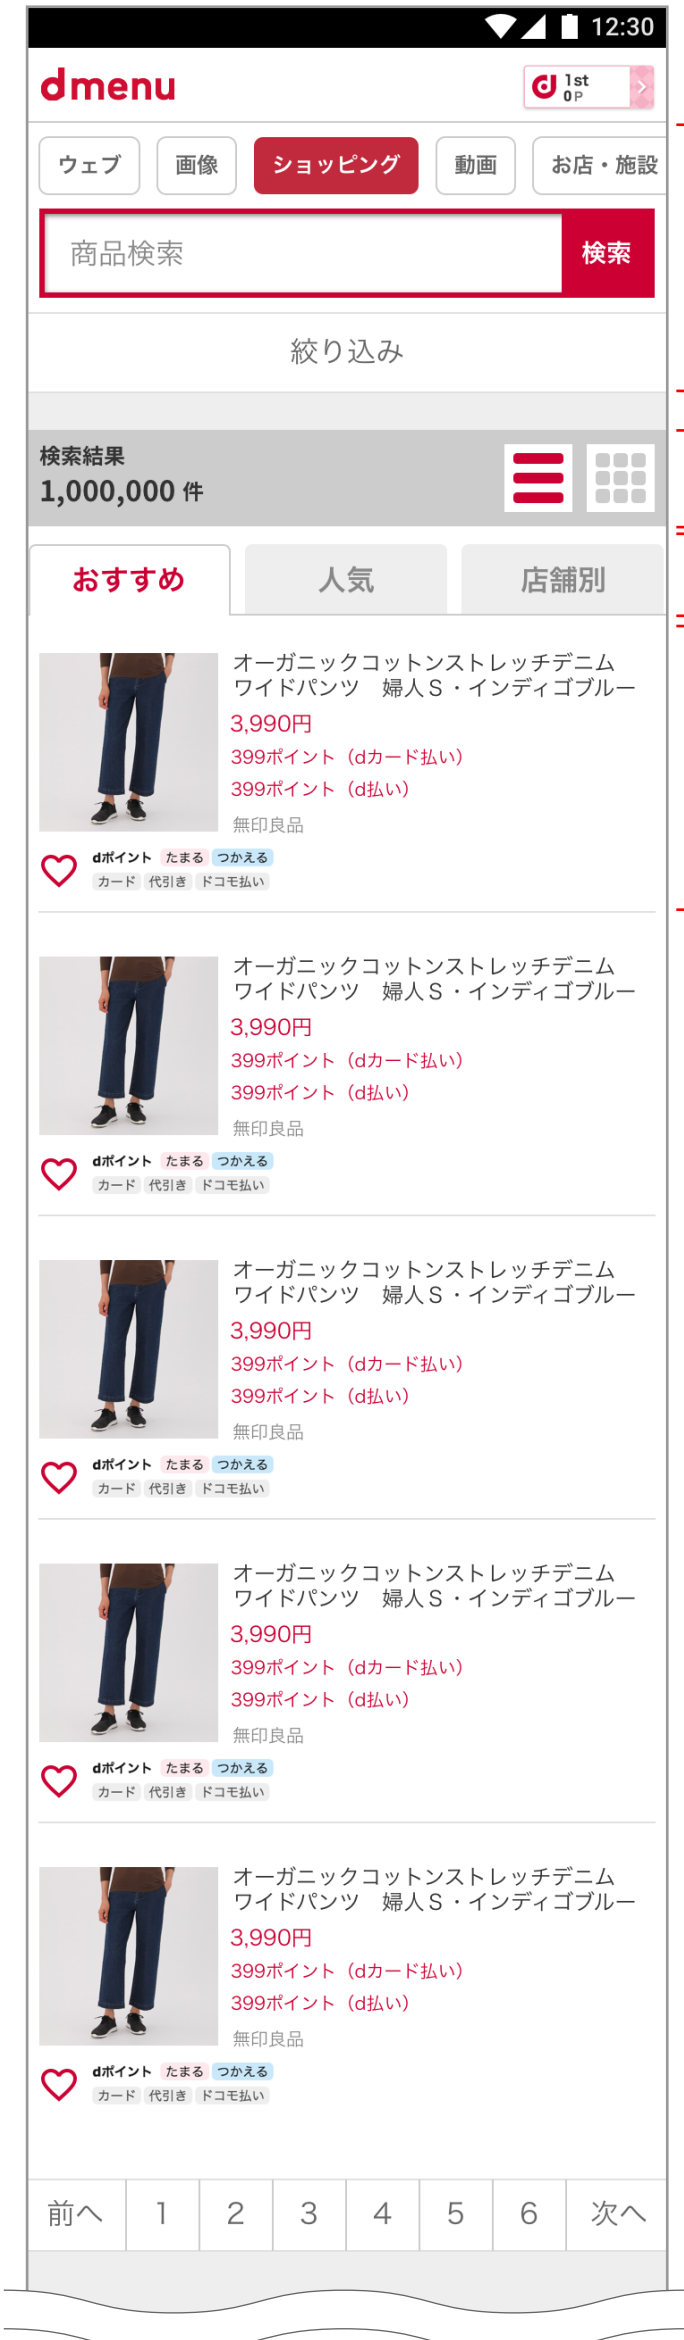 12:30
dmenu
1st
0P
ウェブ 画像 ショッピング 動画 お店・施設
商品検索 検索
絞り込み
検索結果
1,000,000 件
おすすめ 人気 店舗別
オーガニックコットンストレッチデニム
ワイドパンツ　婦人S・インディゴブルー
3,990円
399ポイント（dカード払い）
399ポイント（d払い）
無印良品
dポイント たまる つかえる
カード 代引き ドコモ払い
オーガニックコットンストレッチデニム
ワイドパンツ　婦人S・インディゴブルー
3,990円
399ポイント（dカード払い）
399ポイント（d払い）
無印良品
dポイント たまる つかえる
カード 代引き ドコモ払い
オーガニックコットンストレッチデニム
ワイドパンツ　婦人S・インディゴブルー
3,990円
399ポイント（dカード払い）
399ポイント（d払い）
無印良品
dポイント たまる つかえる
カード 代引き ドコモ払い
オーガニックコットンストレッチデニム
ワイドパンツ　婦人S・インディゴブルー
3,990円
399ポイント（dカード払い）
399ポイント（d払い）
無印良品
dポイント たまる つかえる
カード 代引き ドコモ払い
オーガニックコットンストレッチデニム
ワイドパンツ　婦人S・インディゴブルー
3,990円
399ポイント（dカード払い）
399ポイント（d払い）
無印良品
dポイント たまる つかえる
カード 代引き ドコモ払い
前へ 1 2 3 4 5 6 次へ